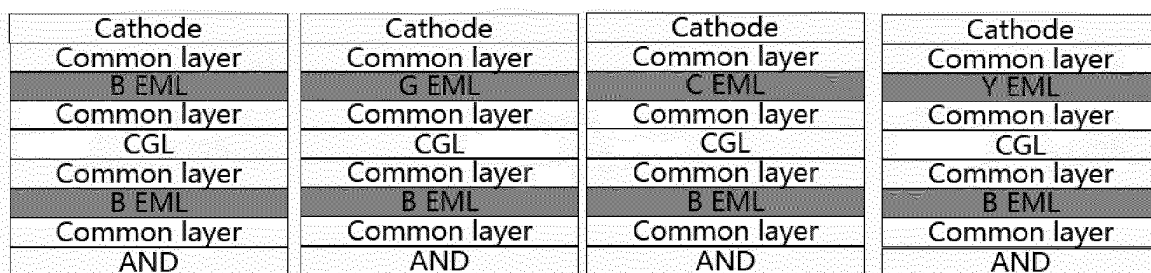 Cathode Cathode Cathode Cathode
Common layer Common layer Common layer Common layer
B EML G EML C EML Y EML
Common layer Common layer Common layer Common layer
CGL CGL CGL CGL
Common layer Common layer Common layer Common layer
B EML B EML B EML B EML
Common layer Common layer Common layer Common layer
AND AND AND AND